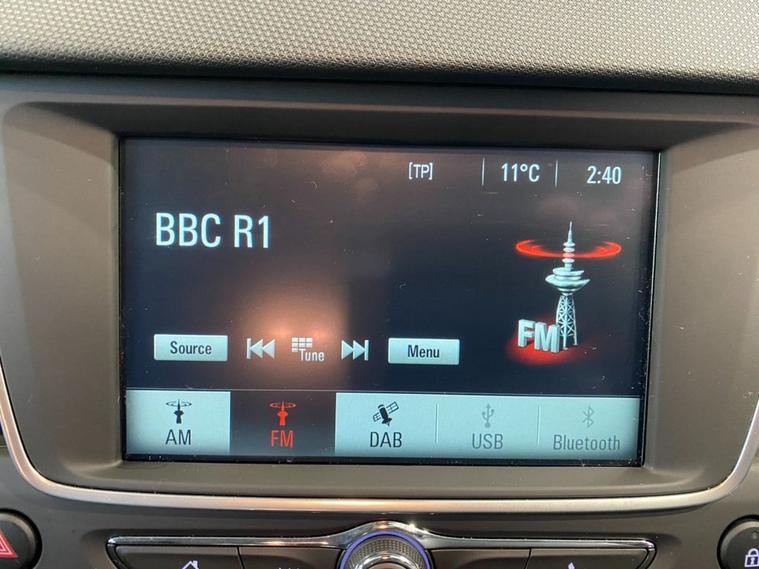 [TP] 11°C 2:40
BBC R1
FM
Source Tune Menu
AM FM DAB USB Bluetooth